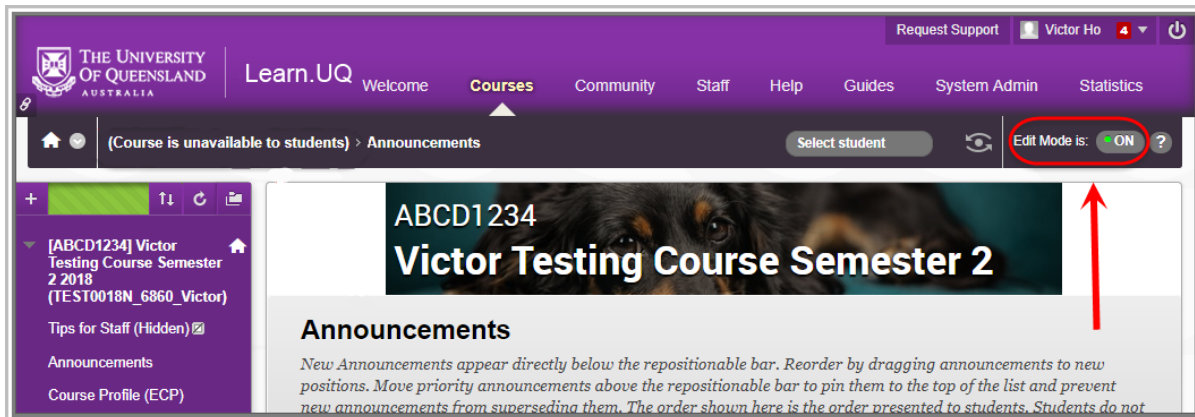 Request Support Victor Ho 4
THE UNIVERSITY
OF QUEENSLAND
AUSTRALIA
Learn.UQ
Welcome Courses Community Staff Help Guides System Admin Statistics
(Course is unavailable to students) > Announcements
Select student
Edit Mode is: ON ?
+
[ABCD1234] Victor
Testing Course Semester
2 2018
(TEST0018N_6860_Victor)
Tips for Staff (Hidden)
Announcements
Course Profile (ECP)
ABCD1234
Victor Testing Course Semester 2
Announcements
New Announcements appear directly below the repositionable bar. Reorder by dragging announcements to new
positions. Move priority announcements above the repositionable bar to pin them to the top of the list and prevent
new announcements from superseding them. The order shown here is the order presented to students. Students do not